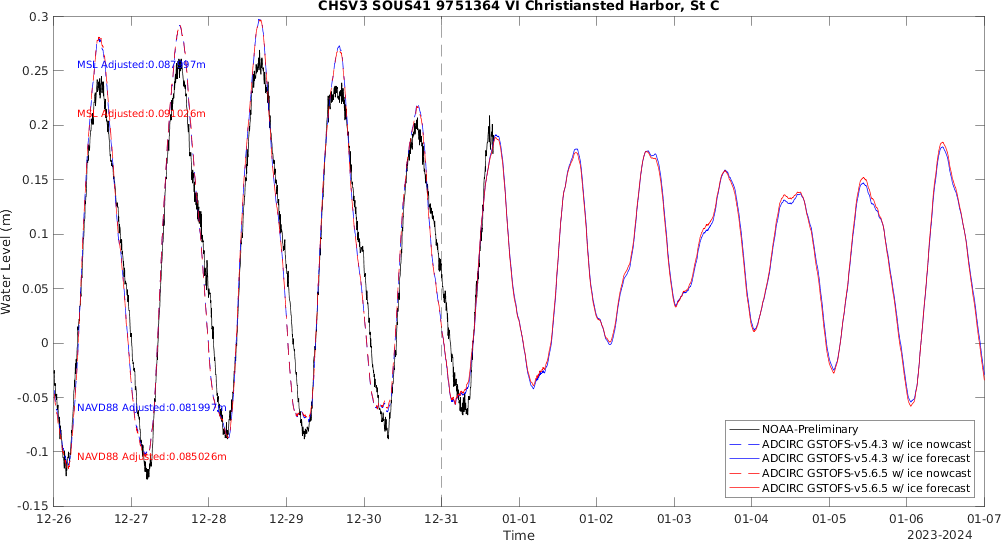 CHSV3 SOUS41 9751364 VI Christiansted Harbor, St C
0.3
0.25
0.2
0.15
0.1
0.05
0
-0.05
-0.1
-0.15
Water Level (m)
MSL Adjusted:0.087997m
MSL Adjusted:0.091026m
NAVD88 Adjusted:0.081997m
NAVD88 Adjusted:0.085026m
NOAA-Preliminary
ADCIRC GSTOFS-v5.4.3 w/ ice nowcast
ADCIRC GSTOFS-v5.4.3 w/ ice forecast
ADCIRC GSTOFS-v5.6.5 w/ ice nowcast
ADCIRC GSTOFS-v5.6.5 w/ ice forecast
12-26 12-27 12-28 12-29 12-30 12-31 01-01 01-02 01-03 01-04 01-05 01-06 01-07
Time
2023-2024